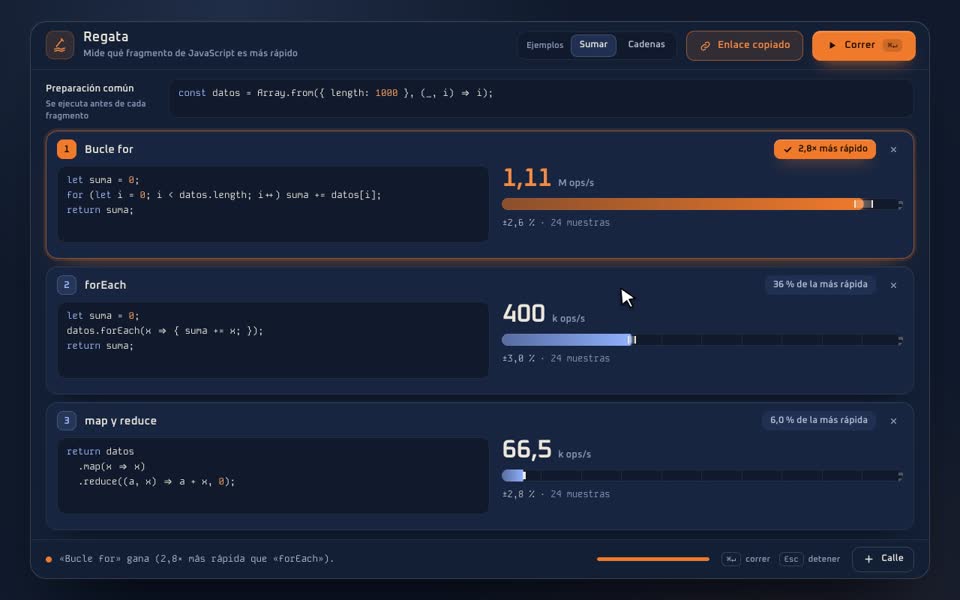 Regata
Mide qué fragmento de JavaScript es más rápido
Ejemplos
Sumar
Cadenas
Enlace copiado
Correr ⌘↵
Preparación común
Se ejecuta antes de cada
fragmento
const datos = Array.from({ length: 1000 }, (_, i) => i);
1 Bucle for
2,8× más rápido ×
let suma = 0;
for (let i = 0; i < datos.length; i++) suma += datos[i];
return suma;
1,11 M ops/s
±2,6 % · 24 muestras
2 forEach
36 % de la más rápida ×
let suma = 0;
datos.forEach(x => { suma += x; });
return suma;
400 k ops/s
±3,0 % · 24 muestras
3 map y reduce
6,0 % de la más rápida ×
return datos
.map(x => x)
.reduce((a, x) => a + x, 0);
66,5 k ops/s
±2,8 % · 24 muestras
«Bucle for» gana (2,8× más rápida que «forEach»).
⌘↵ correr
Esc detener
+ Calle